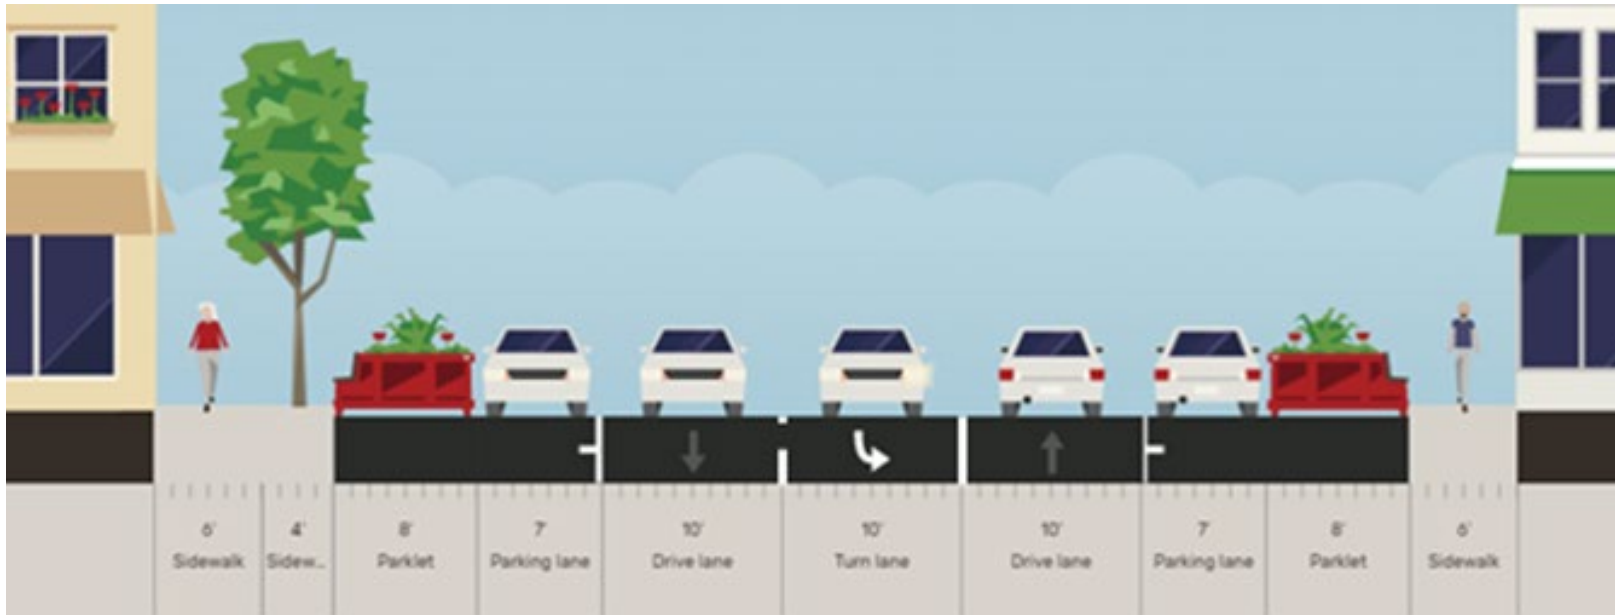 6'
Sidewalk
4'
Sidew...
8'
Parklet
7'
Parking lane
10'
Drive lane
10'
Turn lane
10'
Drive lane
7'
Parking lane
8'
Parklet
6'
Sidewalk